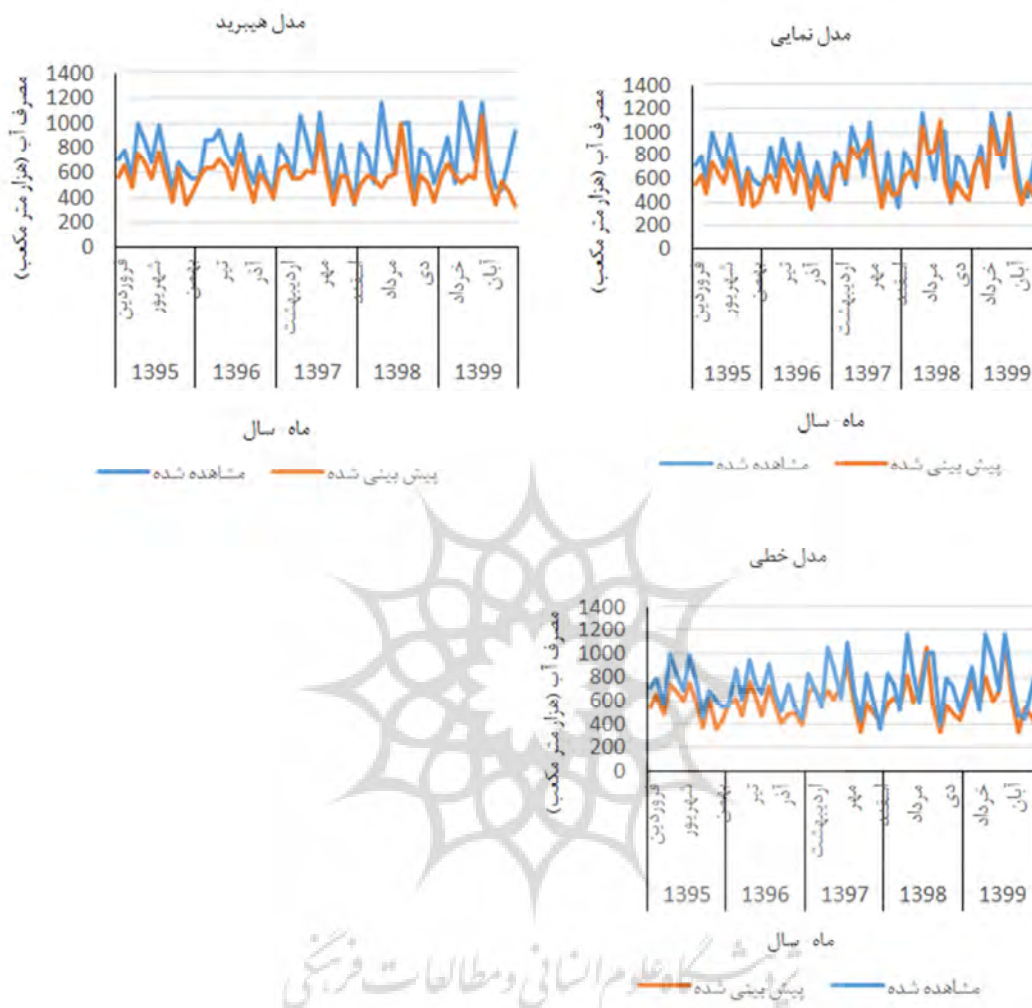 مدل هیبرید
مصرف آب (هزار متر مکعب)
1400
1200
1000
800
600
400
200
0
فروردین
شهریور
بهمن
تیر
آذر
اردیبهشت
مهر
اسفند
مرداد
دی
خرداد
آبان
1395
1396
1397
1398
1399
ماه - سال
مشاهده شده
پیش بینی شده
مدل نمایی
مصرف آب (هزار متر مکعب)
1400
1200
1000
800
600
400
200
0
فروردین
شهریور
بهمن
تیر
آذر
اردیبهشت
مهر
اسفند
مرداد
دی
خرداد
آبان
1395
1396
1397
1398
1399
ماه - سال
مشاهده شده
پیش بینی شده
مدل خطی
مصرف آب (هزار متر مکعب)
1400
1200
1000
800
600
400
200
0
فروردین
شهریور
بهمن
تیر
آذر
اردیبهشت
مهر
اسفند
مرداد
دی
خرداد
آبان
1395
1396
1397
1398
1399
ماه - سال
پیش بینی شده
مشاهده شده
پژوهشگاه علوم انسانی و مطالعات فرهنگی